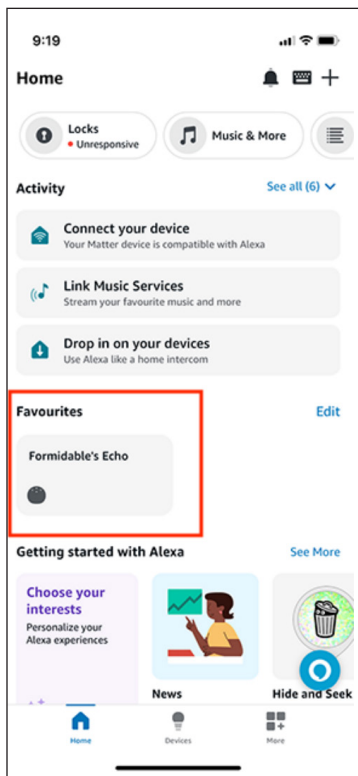 9:19
Home
Locks
Unresponsive
Music & More
Activity
See all (6)
Connect your device
Your Matter device is compatible with Alexa
Link Music Services
Stream your favourite music and more
Drop in on your devices
Use Alexa like a home intercom
Favourites
Edit
Formidable's Echo
Getting started with Alexa
See More
Choose your
interests
Personalize your
Alexa experiences
News
Hide and Seek
Home
Devices
More